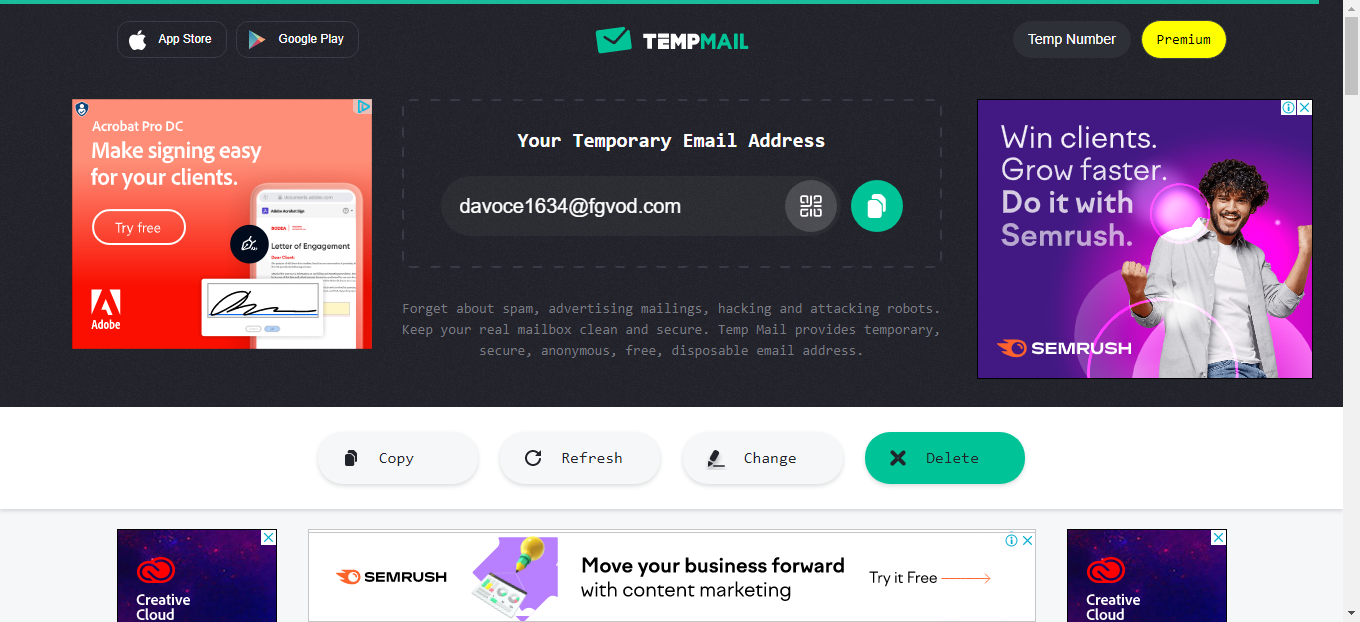 App Store
Google Play
TEMPMAIL
Temp Number
Premium
Acrobat Pro DC
Make signing easy
for your clients.
Try free
Letter of Engagement
Dear Client:
Adobe
Your Temporary Email Address
davoce1634@fgvod.com
Forget about spam, advertising mailings, hacking and attacking robots.
Keep your real mailbox clean and secure. Temp Mail provides temporary,
secure, anonymous, free, disposable email address.
Win clients.
Grow faster.
Do it with
Semrush.
SEMRUSH
Copy
Refresh
Change
Delete
Creative
Cloud
SEMRUSH
Move your business forward
with content marketing
Try it Free
Creative
Cloud